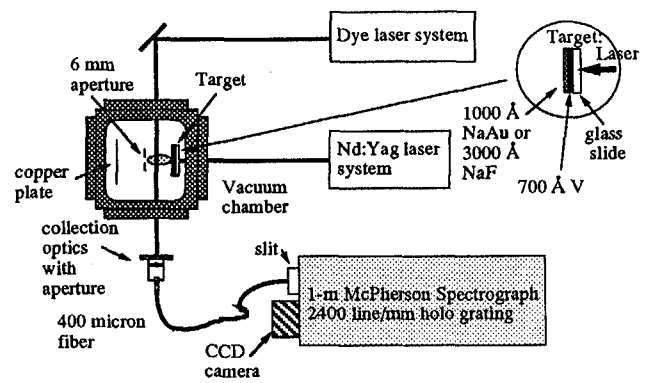 Dye laser system
Target:
Laser
6 mm
aperture
Target
1000 Å
NaAu or
3000 Å
NaF
glass
slide
700 Å V
Nd:Yag laser
system
copper
plate
Vacuum
chamber
collection
optics
with
aperture
slit
1-m McPherson Spectrograph
2400 line/mm holo grating
400 micron
fiber
CCD
camera